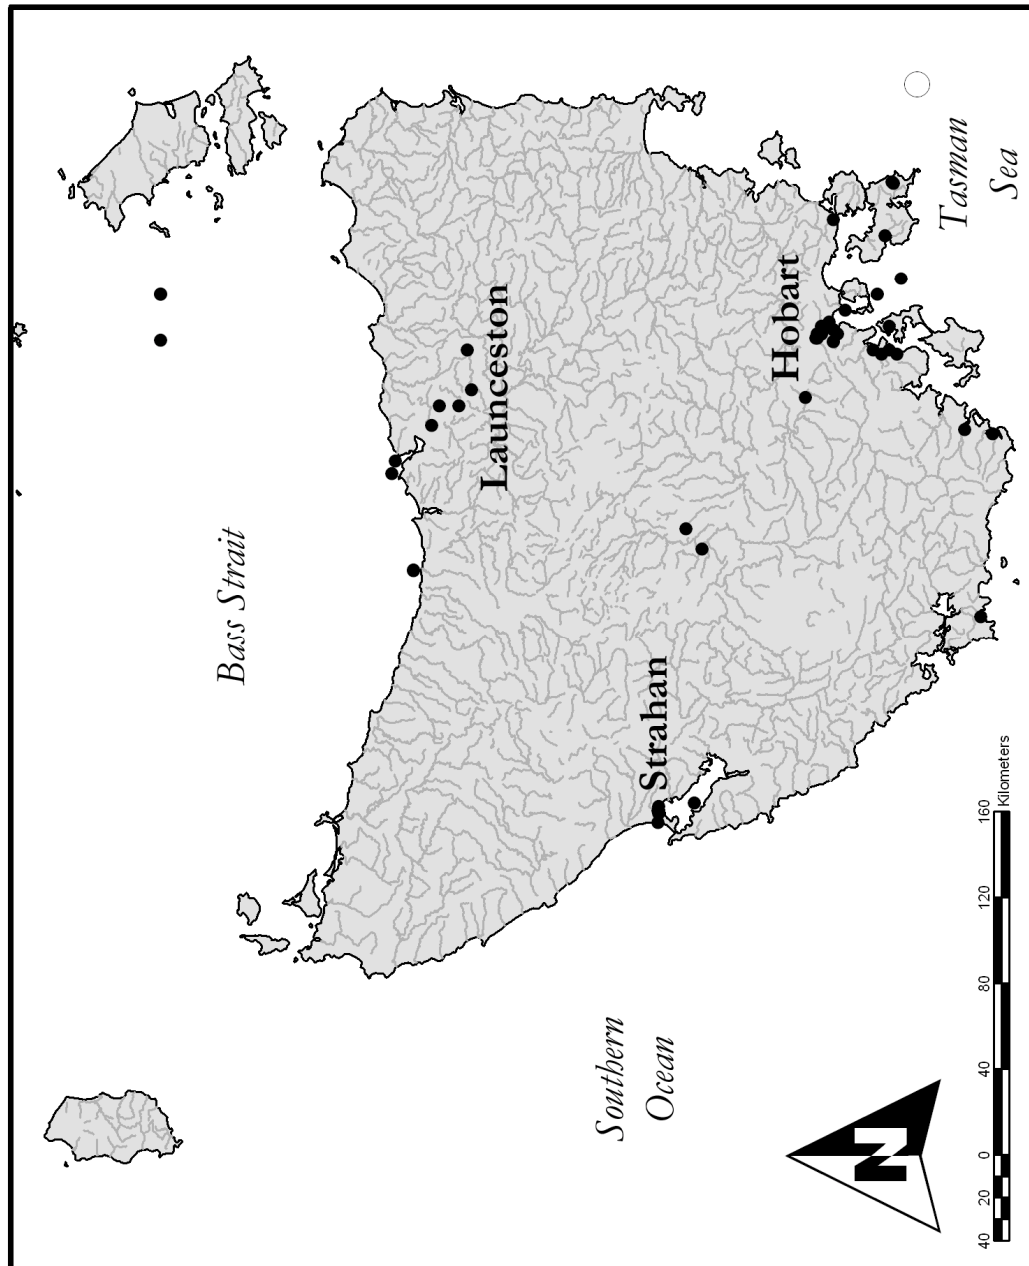 Bass Strait
Launceston
Hobart
Strahan
Tasman
Sea
Southern
Ocean
N
40 20 0 40 80 120 160
Kilometers